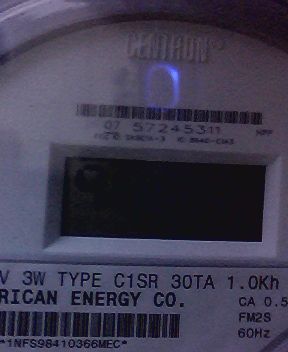 CENTRON
07 57245311
V 3W TYPE C1SR 30TA 1.0Kh
RICAN ENERGY CO.
CA 0.5
FM2S
60Hz
*1NFS98410366MEC*